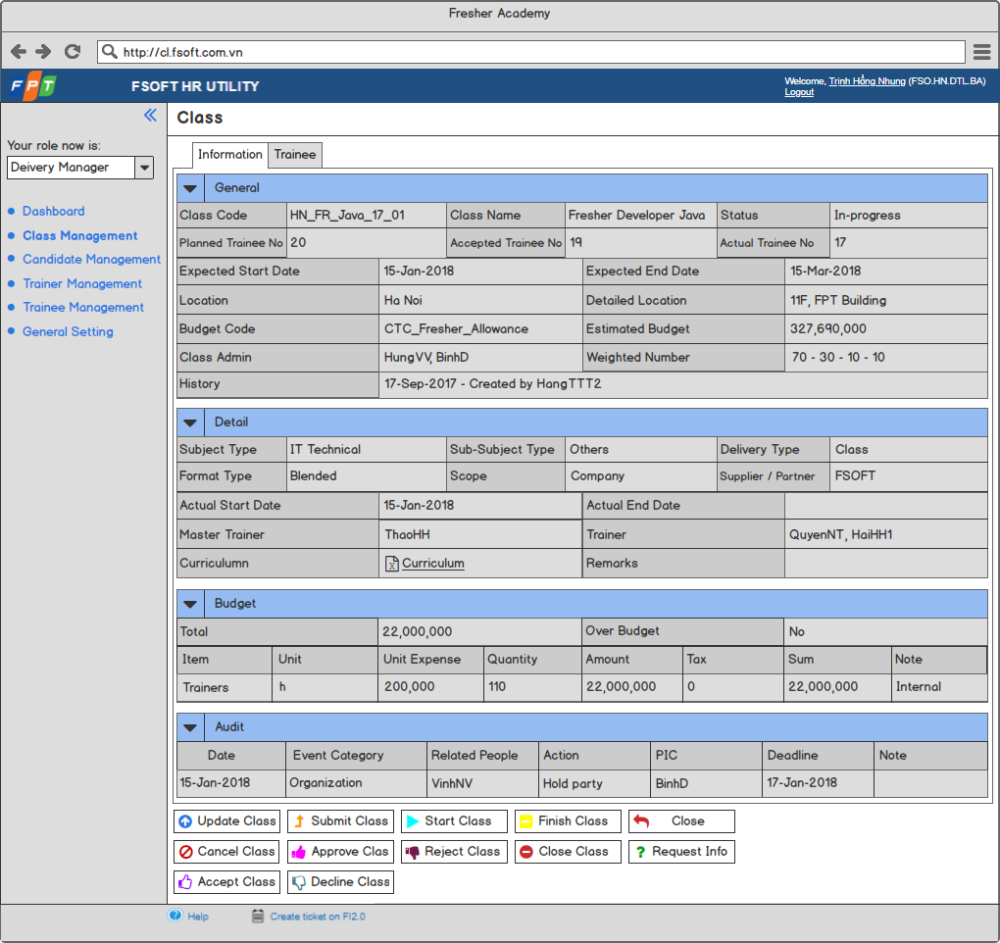 Fresher Academy
http://cl.fsoft.com.vn
FPT FSOFT HR UTILITY Welcome, Trịnh Hồng Nhung (FSO.HN.DTL.BA)
Logout
Class
Your role now is:
Deivery Manager
Dashboard
Class Management
Candidate Management
Trainer Management
Trainee Management
General Setting
Information Trainee
General
Class Code HN_FR_Java_17_01 Class Name Fresher Developer Java Status In-progress
Planned Trainee No 20 Accepted Trainee No 19 Actual Trainee No 17
Expected Start Date 15-Jan-2018 Expected End Date 15-Mar-2018
Location Ha Noi Detailed Location 11F, FPT Building
Budget Code CTC_Fresher_Allowance Estimated Budget 327,690,000
Class Admin HungVV, BinhD Weighted Number 70 - 30 - 10 - 10
History 17-Sep-2017 - Created by HangTTT2
Detail
Subject Type IT Technical Sub-Subject Type Others Delivery Type Class
Format Type Blended Scope Company Supplier / Partner FSOFT
Actual Start Date 15-Jan-2018 Actual End Date
Master Trainer ThaoHH Trainer QuyenNT, HaiHH1
Curriculumn Curriculum Remarks
Budget
Total 22,000,000 Over Budget No
Item Unit Unit Expense Quantity Amount Tax Sum Note
Trainers h 200,000 110 22,000,000 0 22,000,000 Internal
Audit
Date Event Category Related People Action PIC Deadline Note
15-Jan-2018 Organization VinhNV Hold party BinhD 17-Jan-2018
Update Class Submit Class Start Class Finish Class Close
Cancel Class Approve Clas Reject Class Close Class Request Info
Accept Class Decline Class
Help Create ticket on FI2.0